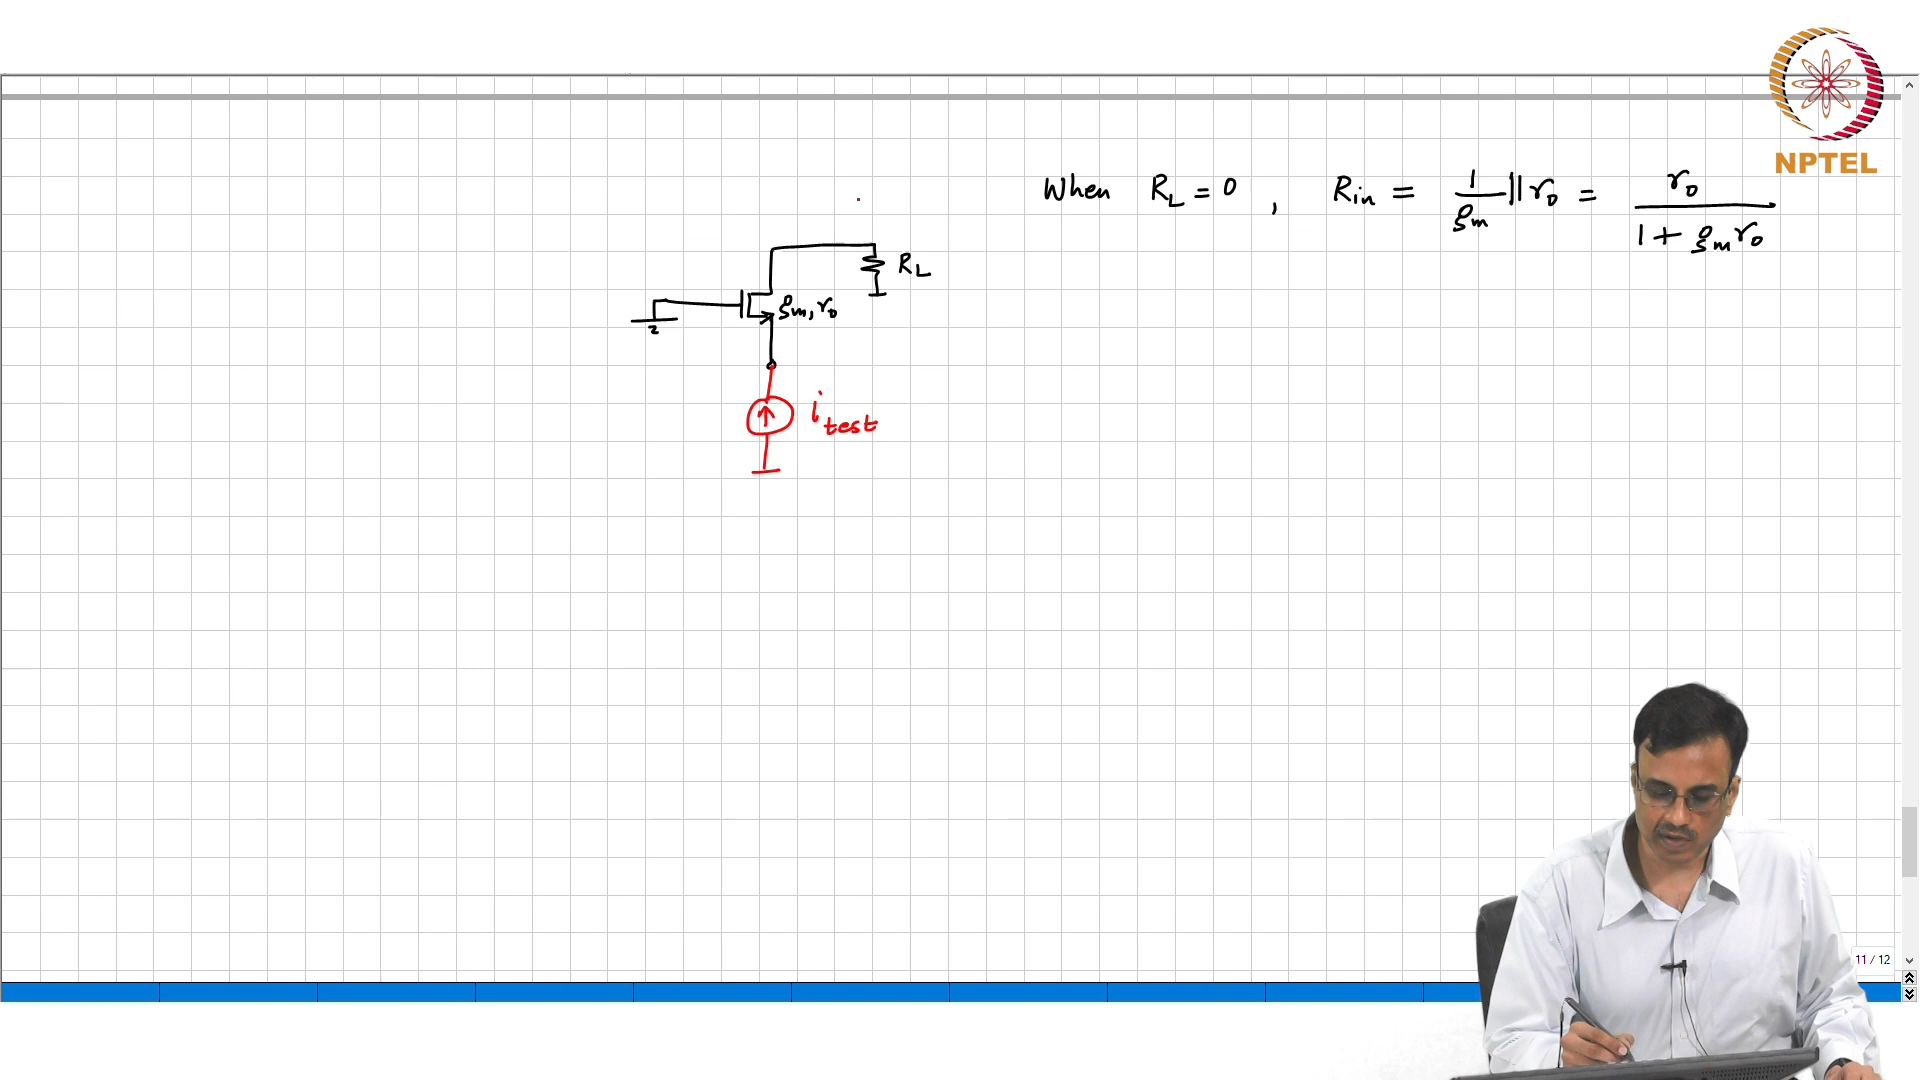 NPTEL
When R_L = 0 , R_in = 1/g_m || r_o = r_o / (1 + g_m r_o)
R_L
g_m, r_o
i_test
11 / 12